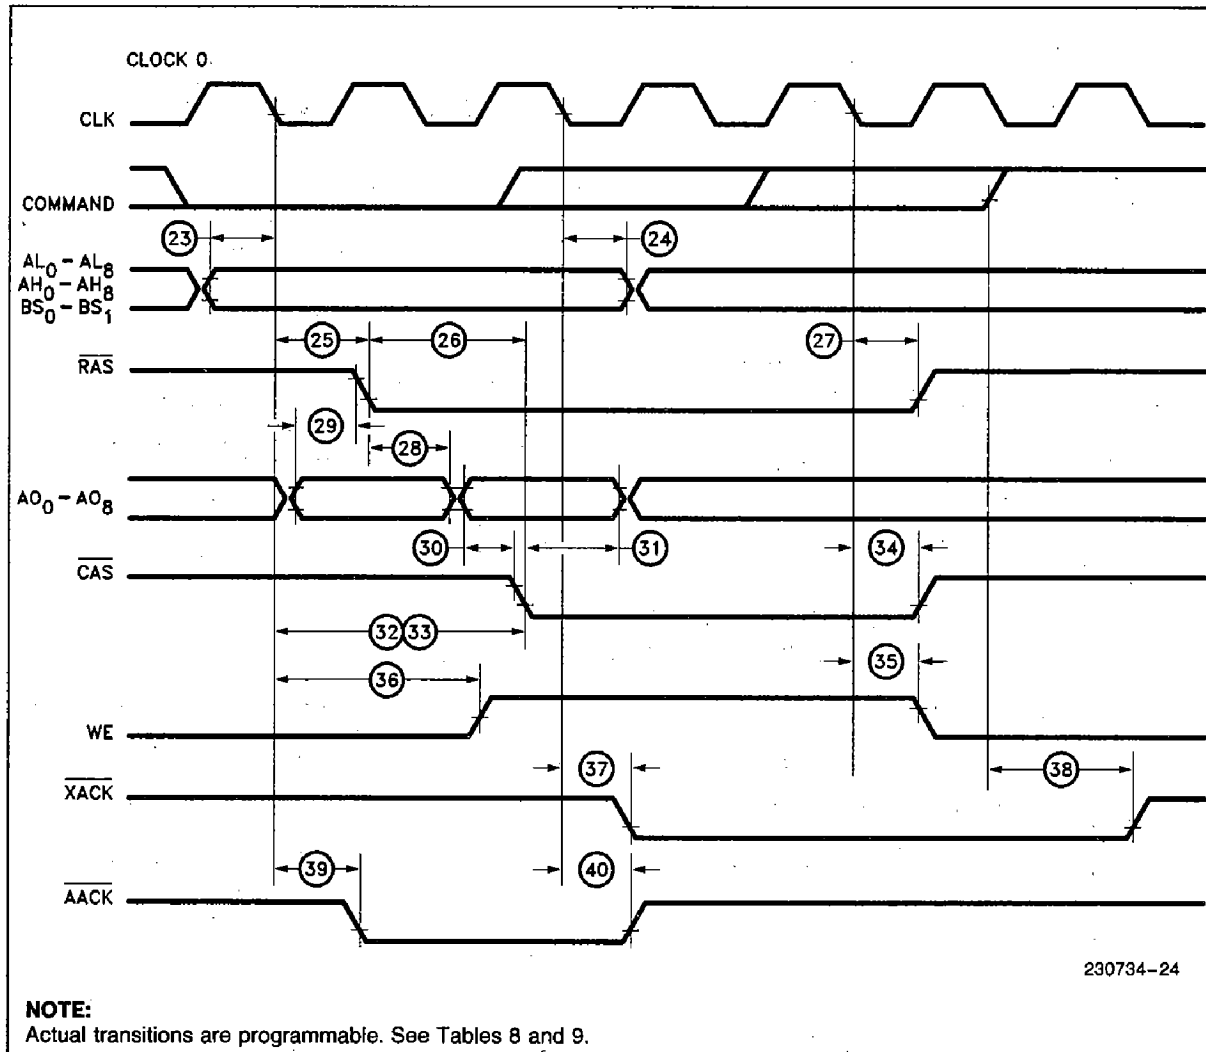 CLOCK 0
CLK
COMMAND
23
24
AL0 – AL8
AH0 – AH8
BS0 – BS1
25
26
27
RAS
29
28
AO0 – AO8
30
31
34
CAS
32
33
35
36
WE
37
38
XACK
39
40
AACK
230734–24
NOTE:
Actual transitions are programmable. See Tables 8 and 9.